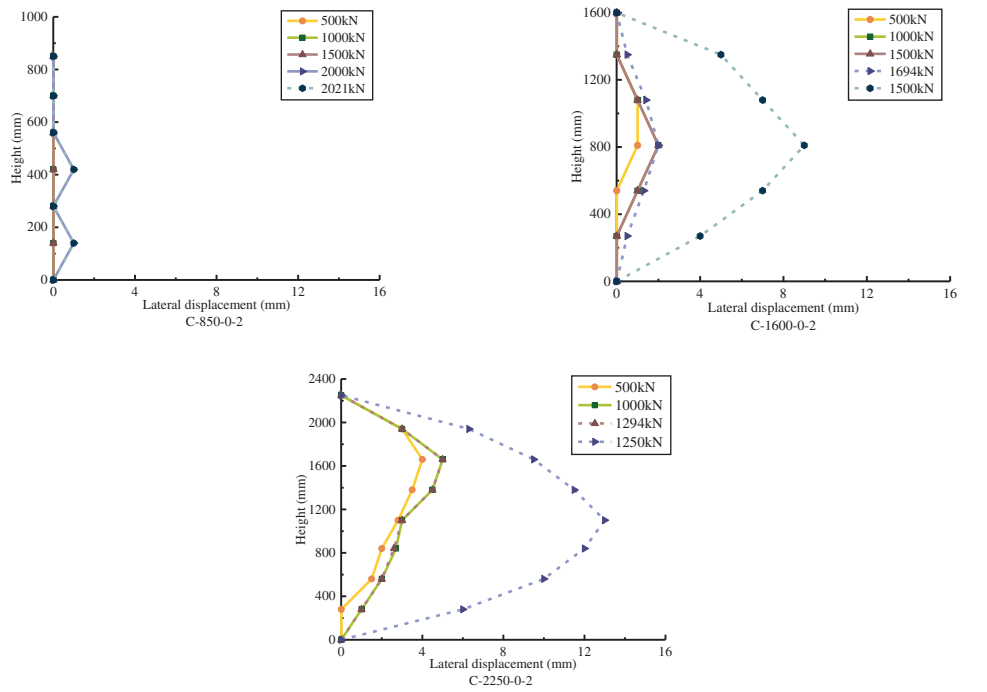 1000
800
600
400
200
0
Height (mm)
500kN
1000kN
1500kN
2000kN
2021kN
0 4 8 12 16
Lateral displacement (mm)
C-850-0-2
1600
1200
800
400
0
Height (mm)
500kN
1000kN
1500kN
1694kN
1500kN
0 4 8 12 16
Lateral displacement (mm)
C-1600-0-2
2400
2000
1600
1200
800
400
0
Height (mm)
500kN
1000kN
1294kN
1250kN
0 4 8 12 16
Lateral displacement (mm)
C-2250-0-2